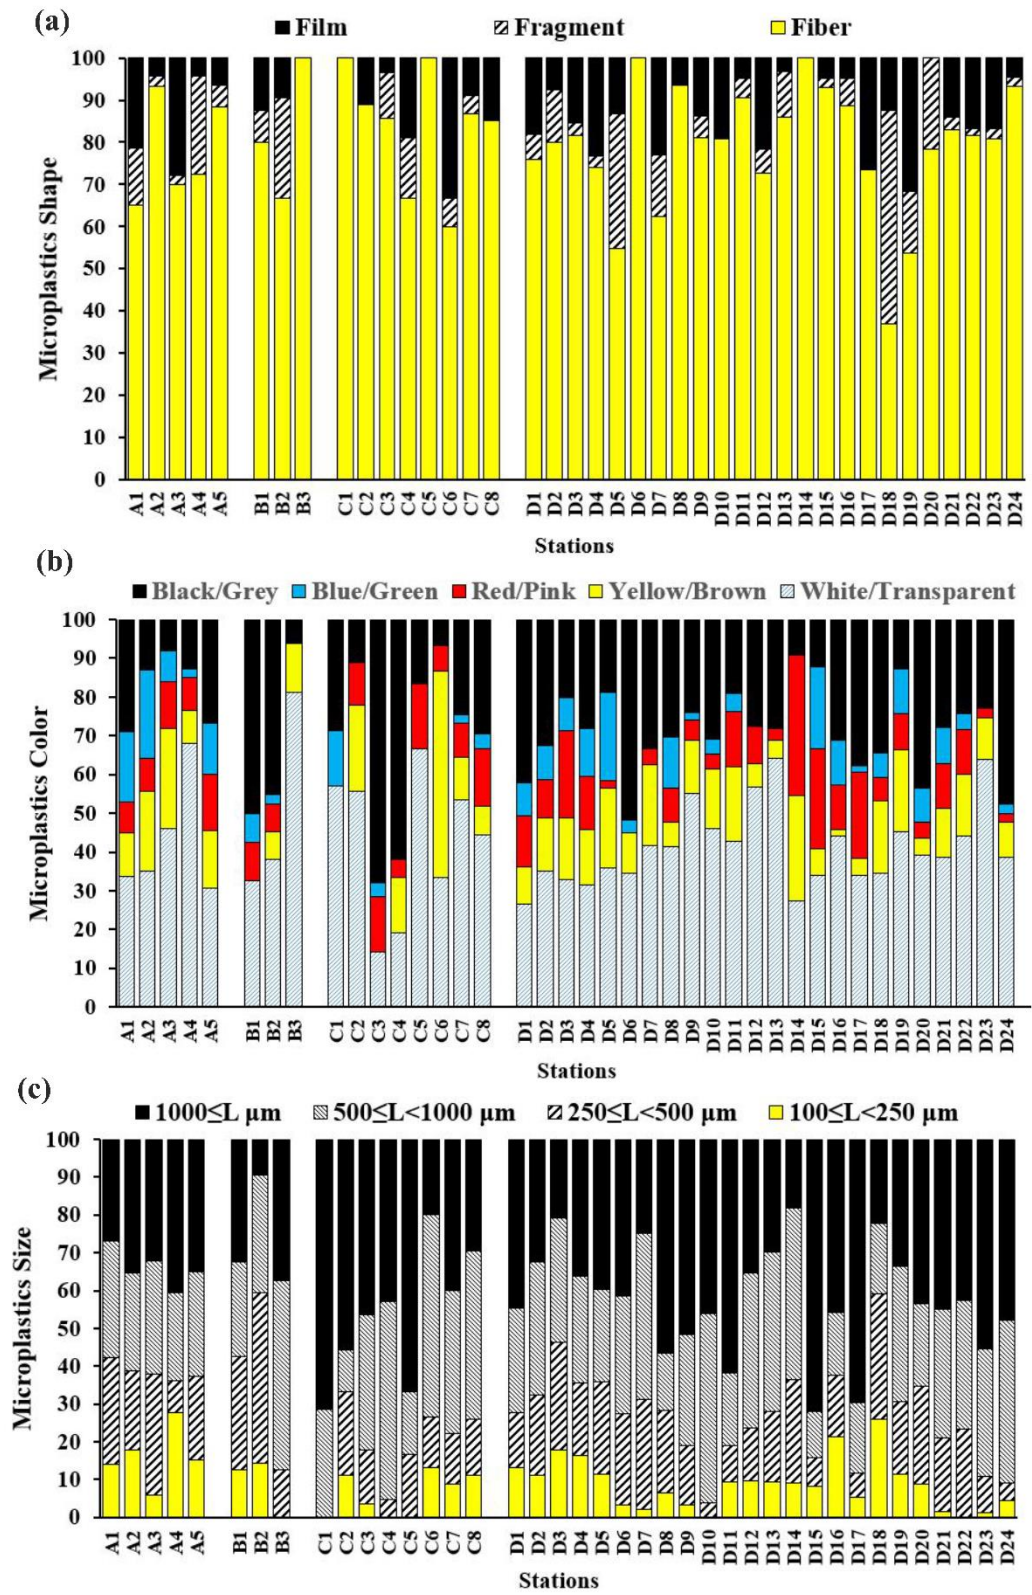 (a)
Film Fragment Fiber
100
90
80
70
60
50
40
30
20
10
0
Microplastics Shape
A1 A2 A3 A4 A5 B1 B2 B3 C1 C2 C3 C4 C5 C6 C7 C8 D1 D2 D3 D4 D5 D6 D7 D8 D9 D10 D11 D12 D13 D14 D15 D16 D17 D18 D19 D20 D21 D22 D23 D24
Stations
(b)
Black/Grey Blue/Green Red/Pink Yellow/Brown White/Transparent
100
90
80
70
60
50
40
30
20
10
0
Microplastics Color
A1 A2 A3 A4 A5 B1 B2 B3 C1 C2 C3 C4 C5 C6 C7 C8 D1 D2 D3 D4 D5 D6 D7 D8 D9 D10 D11 D12 D13 D14 D15 D16 D17 D18 D19 D20 D21 D22 D23 D24
Stations
(c)
1000≤L µm 500≤L<1000 µm 250≤L<500 µm 100≤L<250 µm
100
90
80
70
60
50
40
30
20
10
0
Microplastics Size
A1 A2 A3 A4 A5 B1 B2 B3 C1 C2 C3 C4 C5 C6 C7 C8 D1 D2 D3 D4 D5 D6 D7 D8 D9 D10 D11 D12 D13 D14 D15 D16 D17 D18 D19 D20 D21 D22 D23 D24
Stations